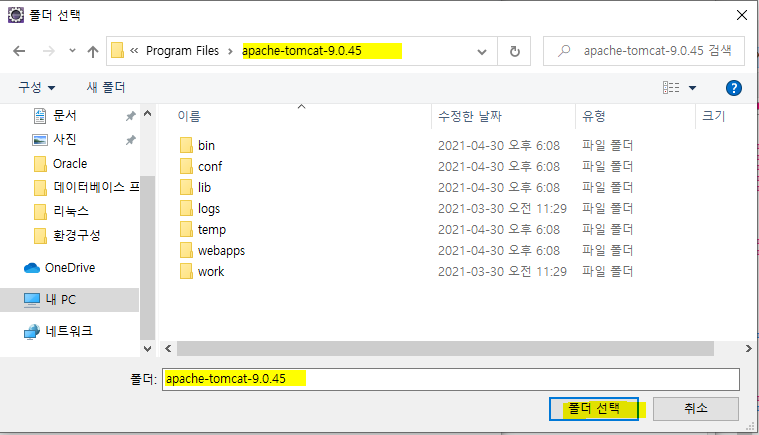 폴더 선택
Program Files > apache-tomcat-9.0.45
apache-tomcat-9.0.45 검색
구성
새 폴더
문서
사진
Oracle
데이터베이스 프
리눅스
환경구성
OneDrive
내 PC
네트워크
이름 수정한 날짜 유형 크기
bin 2021-04-30 오후 6:08 파일 폴더
conf 2021-04-30 오후 6:08 파일 폴더
lib 2021-04-30 오후 6:08 파일 폴더
logs 2021-03-30 오전 11:29 파일 폴더
temp 2021-04-30 오후 6:08 파일 폴더
webapps 2021-04-30 오후 6:08 파일 폴더
work 2021-03-30 오전 11:29 파일 폴더
폴더: apache-tomcat-9.0.45
폴더 선택
취소